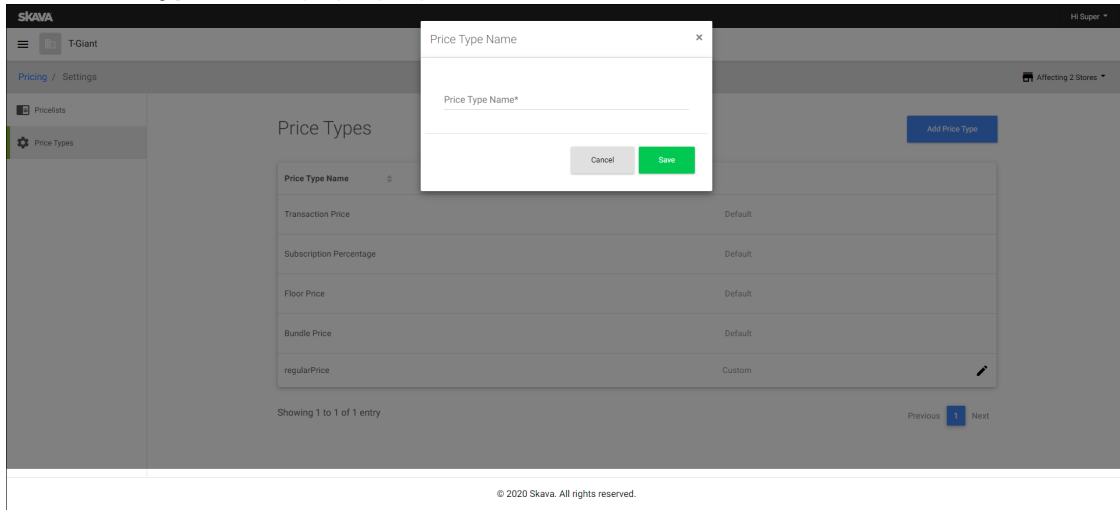 SKAVA
Hi Super
T-Giant
Price Type Name
×
Pricing / Settings
Affecting 2 Stores
Pricelists
Price Type Name*
Price Types
Price Types
Add Price Type
Cancel
Save
Price Type Name
Transaction Price
Default
Subscription Percentage
Default
Floor Price
Default
Bundle Price
Default
regularPrice
Custom
Showing 1 to 1 of 1 entry
Previous 1 Next
© 2020 Skava. All rights reserved.